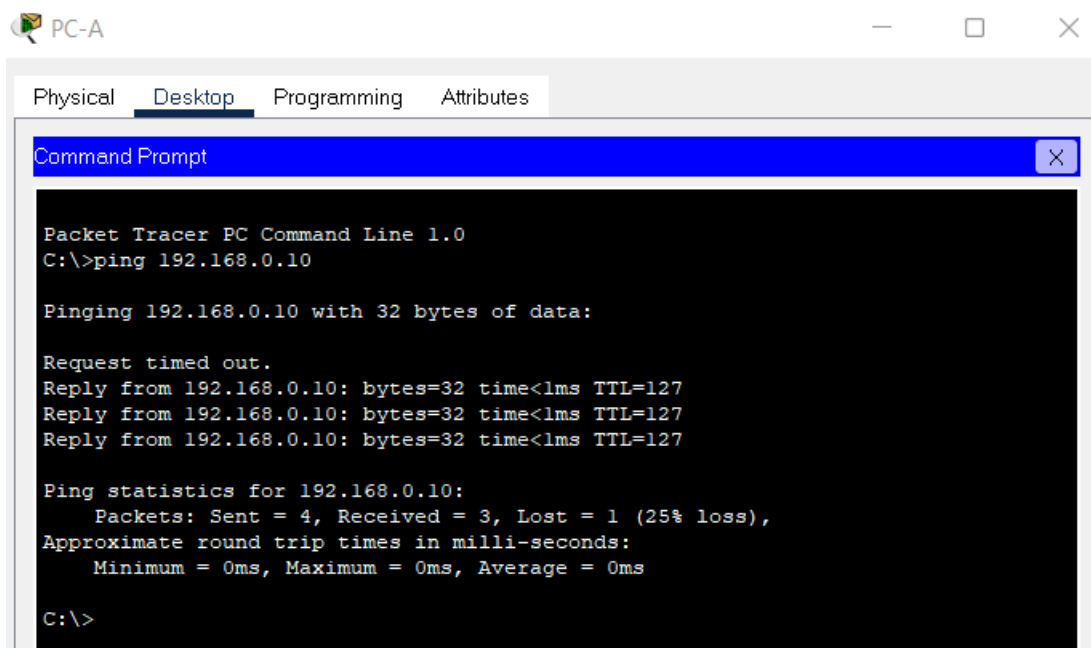 PC-A
Physical Desktop Programming Attributes
Command Prompt
X
Packet Tracer PC Command Line 1.0
C:\>ping 192.168.0.10
Pinging 192.168.0.10 with 32 bytes of data:
Request timed out.
Reply from 192.168.0.10: bytes=32 time<1ms TTL=127
Reply from 192.168.0.10: bytes=32 time<1ms TTL=127
Reply from 192.168.0.10: bytes=32 time<1ms TTL=127
Ping statistics for 192.168.0.10:
Packets: Sent = 4, Received = 3, Lost = 1 (25% loss),
Approximate round trip times in milli-seconds:
Minimum = 0ms, Maximum = 0ms, Average = 0ms
C:\>